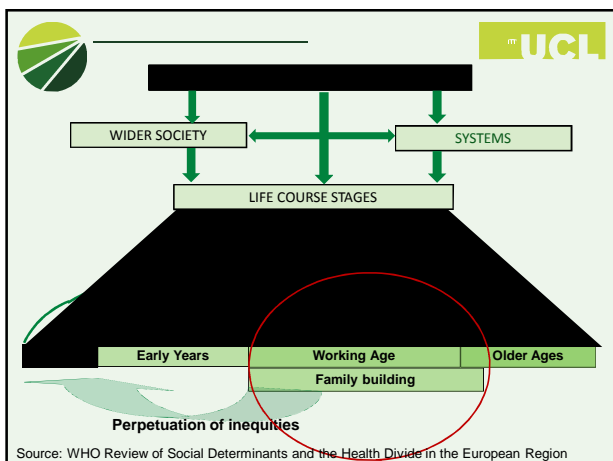 UCL
WIDER SOCIETY
SYSTEMS
LIFE COURSE STAGES
Early Years
Working Age
Older Ages
Family building
Perpetuation of inequities
Source: WHO Review of Social Determinants and the Health Divide in the European Region